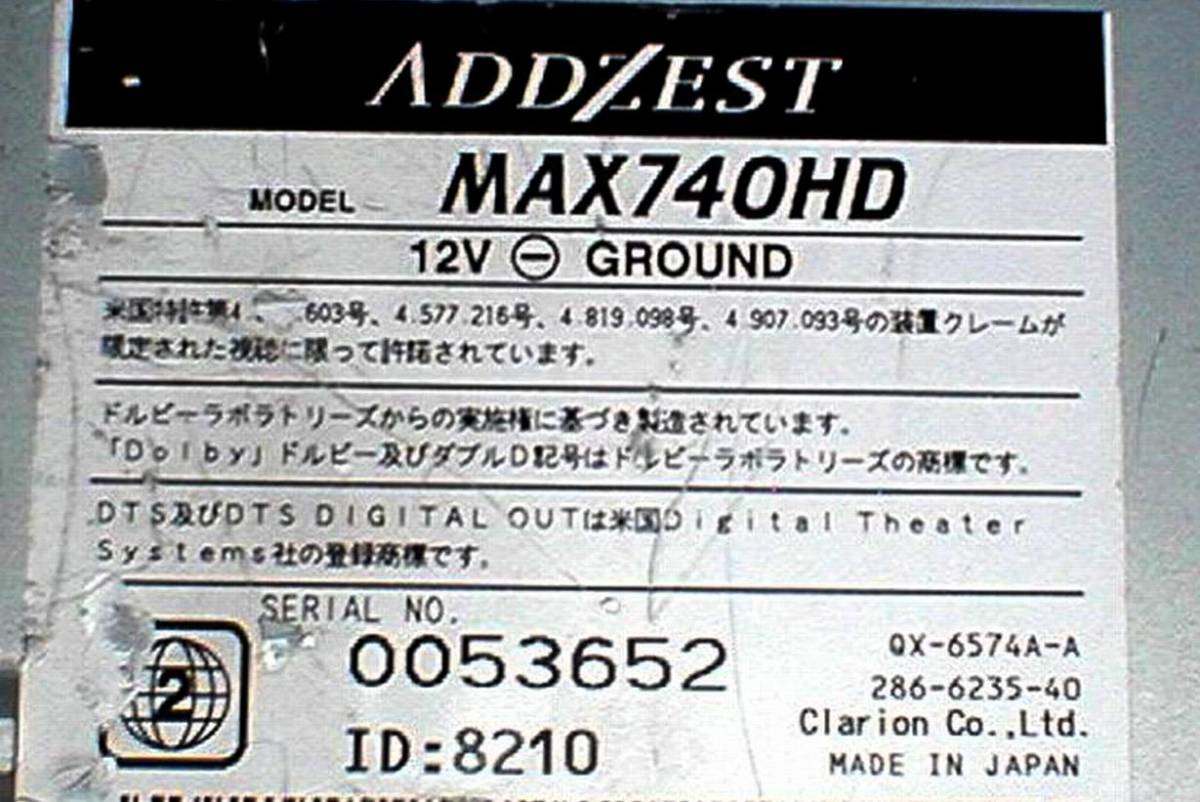 ADDZEST
MODEL MAX740HD
12V ⊖ GROUND
米国特許第4 、 603号、4.577.216号、4.819.098号、4.907.093号の装置クレームが
限定された視聴に限って許諾されています。
ドルビーラボラトリーズからの実施権に基づき製造されています。
「Dolby」ドルビー及びダブルD記号はドルビーラボラトリーズの商標です。
DTS及びDTS DIGITAL OUTは米国Digital Theater
Systems社の登録商標です。
SERIAL NO.
0053652
2
ID:8210
QX-6574A-A
286-6235-40
Clarion Co.,Ltd.
MADE IN JAPAN